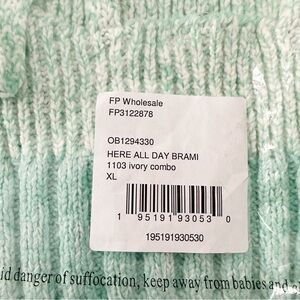 FP Wholesale
FP3122878
OB1294330
HERE ALL DAY BRAMI
1103 ivory combo
XL
1 95191 93053 0
195191930530
danger of suffocation, keep away from babies and